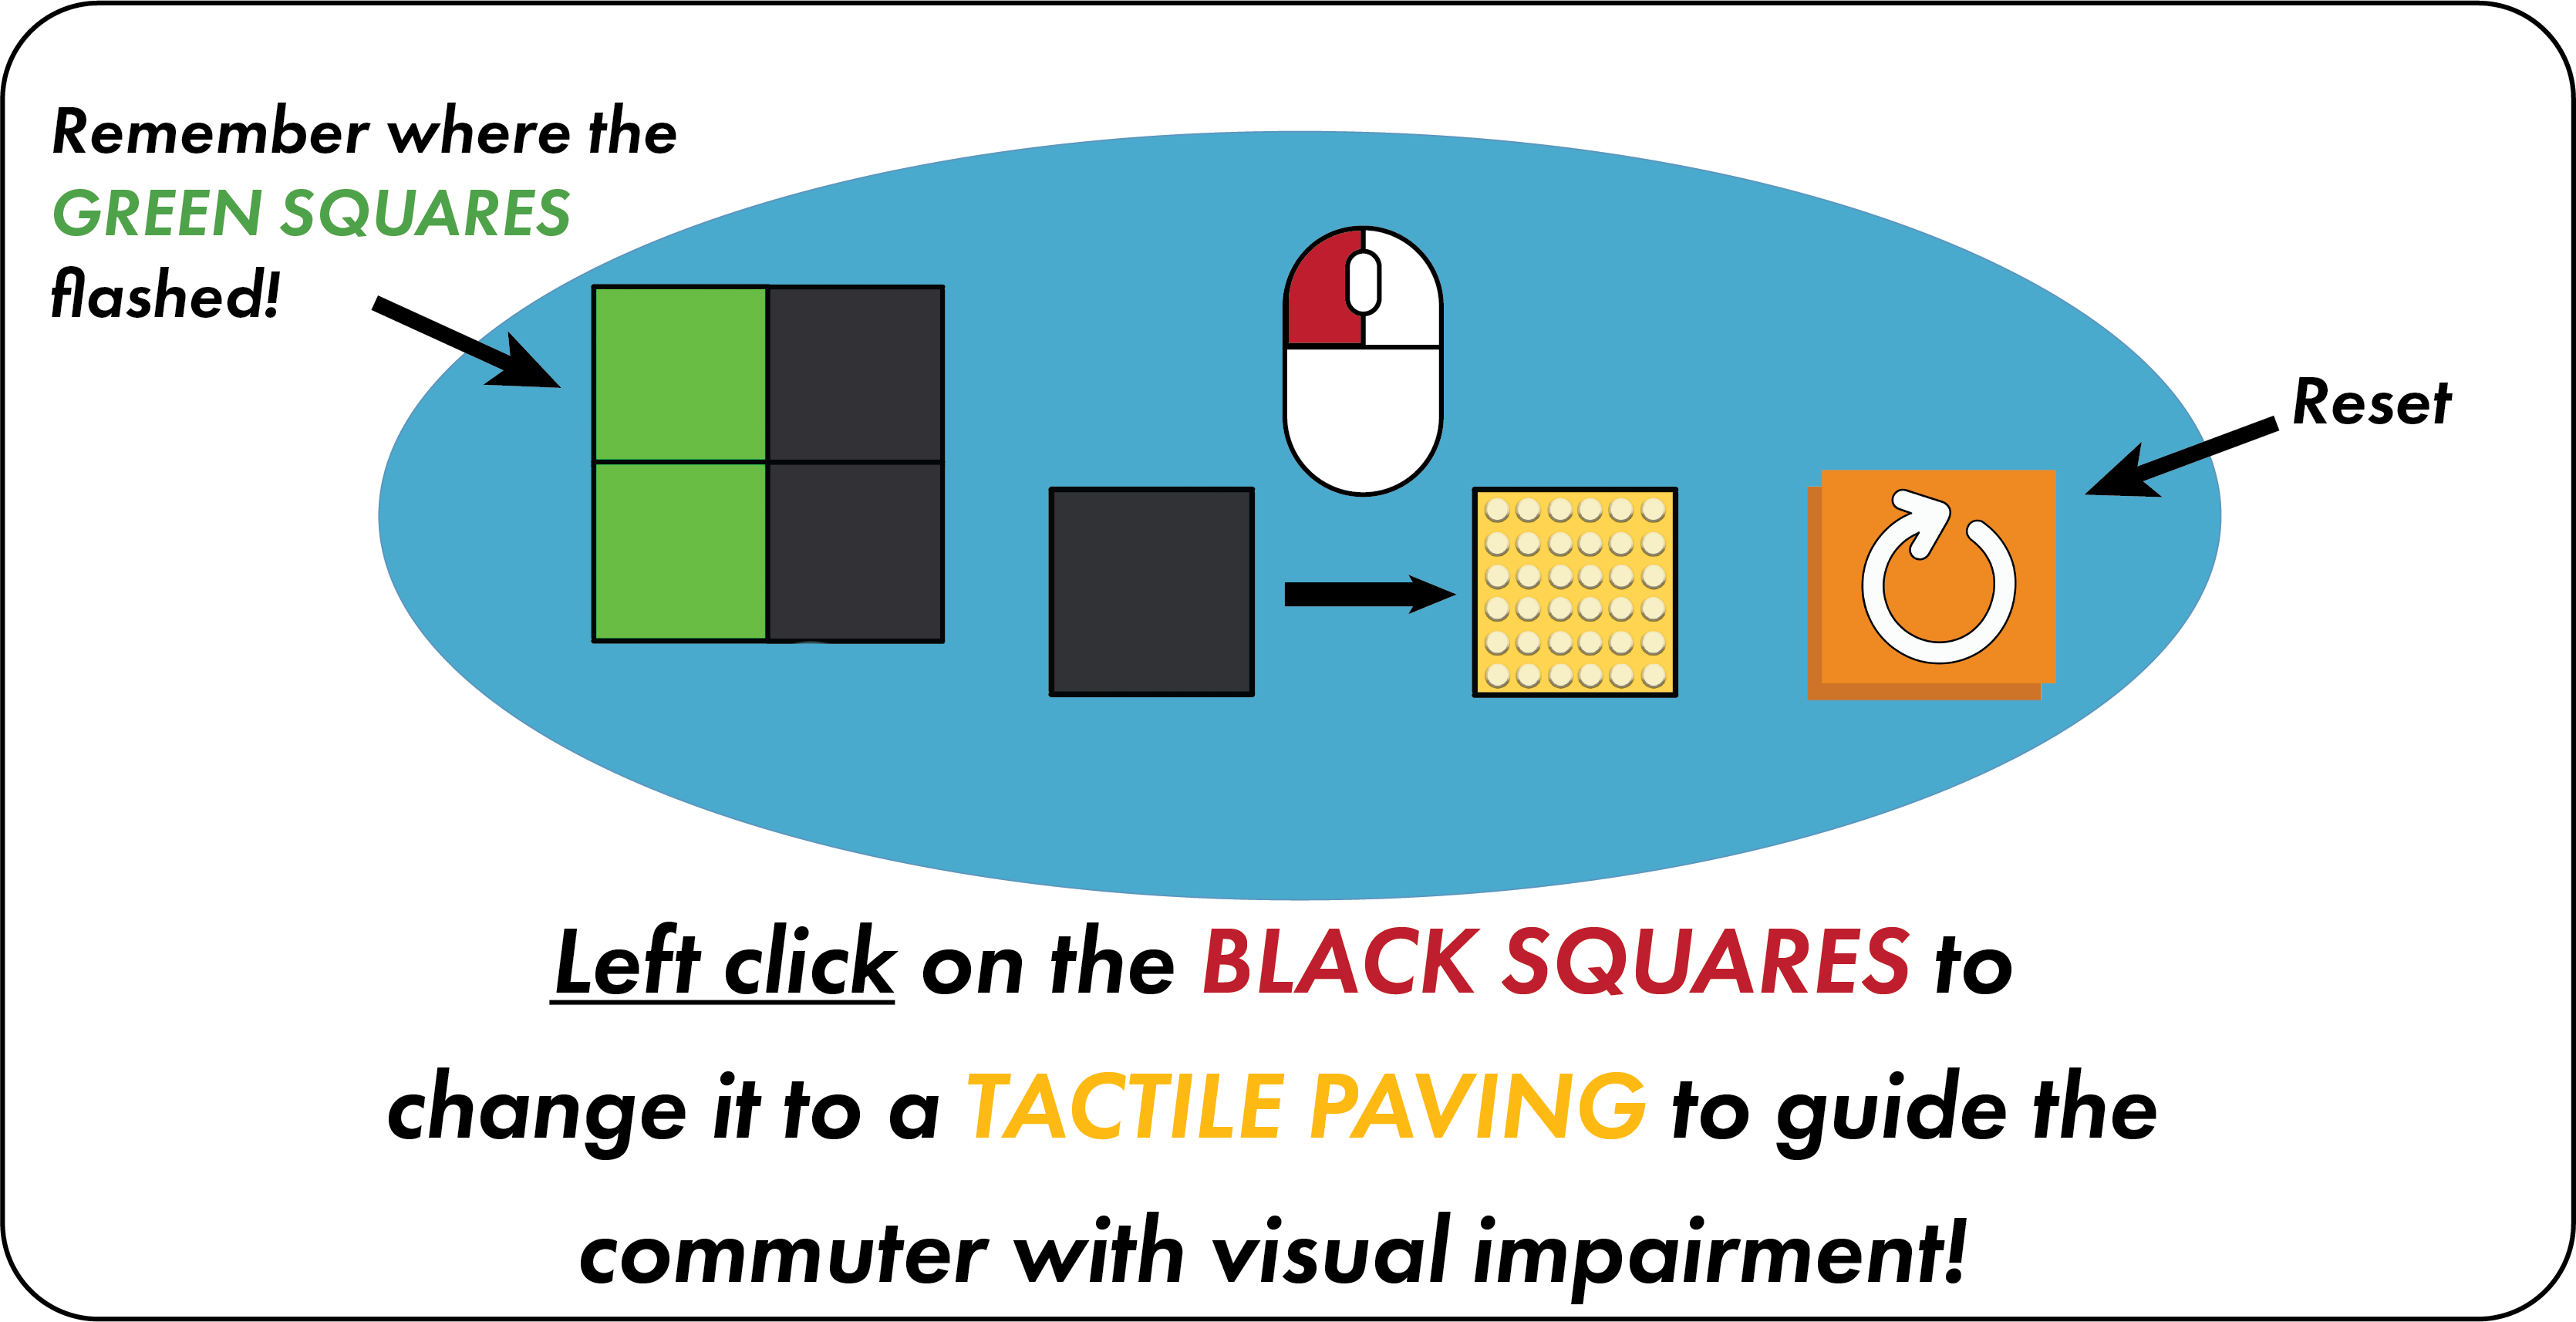 Remember where the
GREEN SQUARES
flashed!
Reset
Left click on the BLACK SQUARES to
change it to a TACTILE PAVING to guide the
commuter with visual impairment!